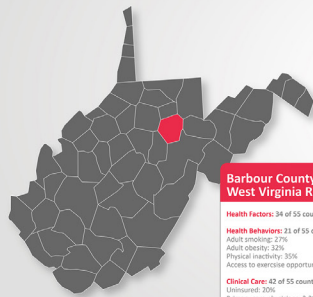 Barbour County
West Virginia R
Health Factors: 34 of 55 cou
Health Behaviors: 21 of 55 c
Adult smoking: 27%
Adult obesity: 32%
Physical inactivity: 35%
Access to exercise opportu
Clinical Care: 42 of 55 count
Uninsured: 20%